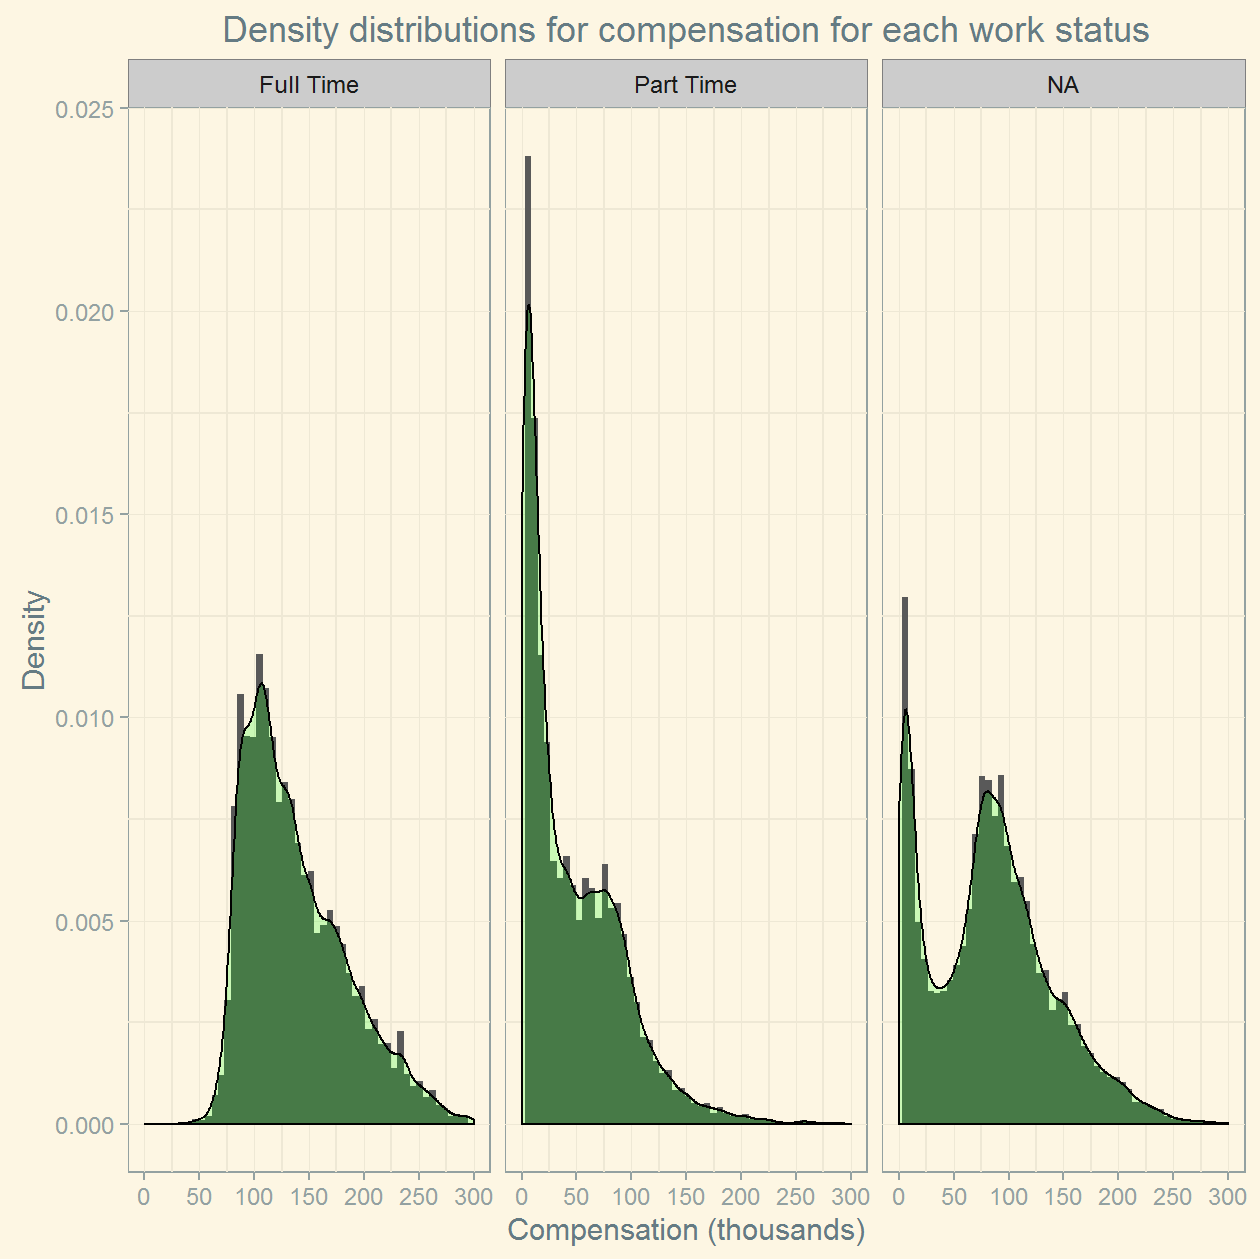 Density distributions for compensation for each work status
Full Time
Part Time
NA
Density
0.025
0.020
0.015
0.010
0.005
0.000
0 50 100 150 200 250 300
0 50 100 150 200 250 300
0 50 100 150 200 250 300
Compensation (thousands)